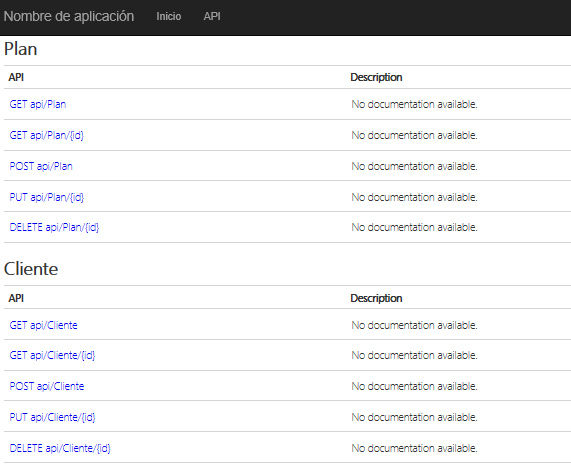 Nombre de aplicación Inicio API
Plan
API Description
GET api/Plan No documentation available.
GET api/Plan/{id} No documentation available.
POST api/Plan No documentation available.
PUT api/Plan/{id} No documentation available.
DELETE api/Plan/{id} No documentation available.
Cliente
API Description
GET api/Cliente No documentation available.
GET api/Cliente/{id} No documentation available.
POST api/Cliente No documentation available.
PUT api/Cliente/{id} No documentation available.
DELETE api/Cliente/{id} No documentation available.